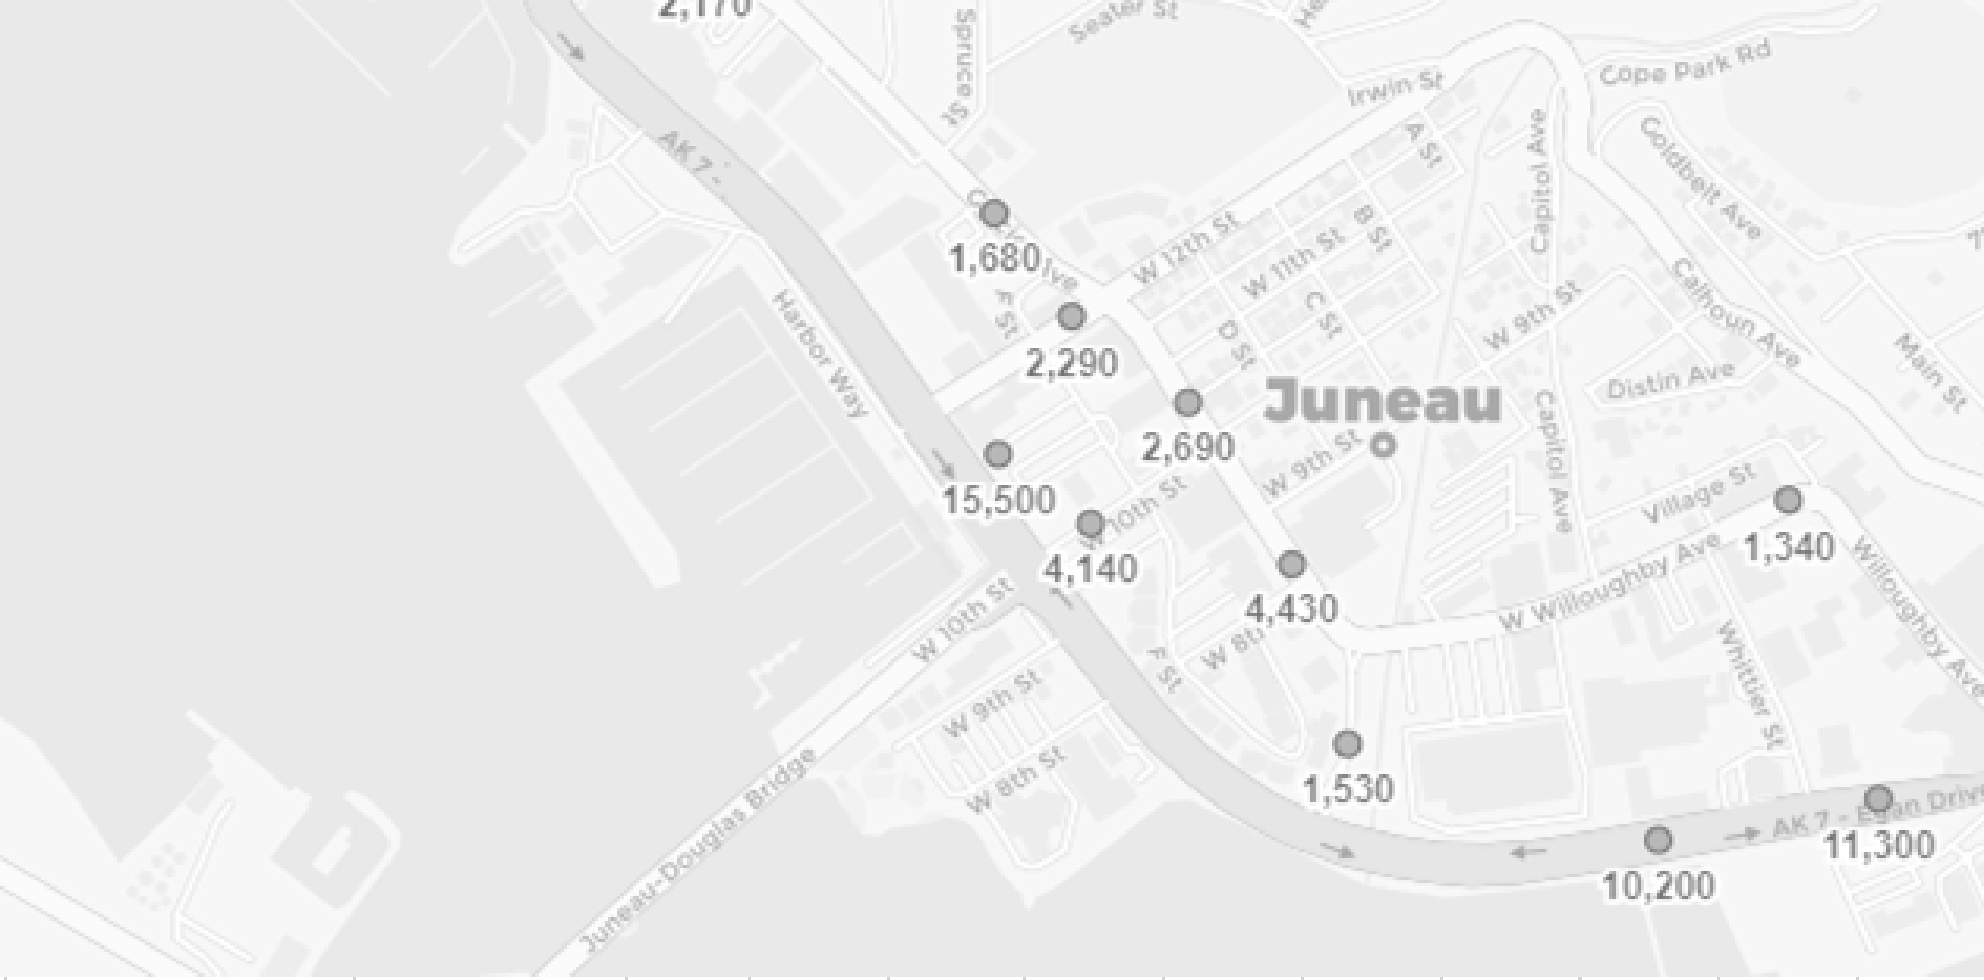 2,170
Spruce St
Seater St
Irwin St
Cope Park Rd
AK 7 -
A St
Capitol Ave
Goldbelt Ave
B St
W 12th St
W 11th St
1,680
F St
Harbor Way
2,290
D St
C St
W 9th St
Calhoun Ave
Main St
Distin Ave
Juneau
2,690
W 9th St
Capitol Ave
15,500
W 10th St
4,140
Village St
1,340
W Willoughby Ave
Willoughby Ave
4,430
W 8th
W 10th St
F St
W 9th St
Whittier St
W 8th St
1,530
Juneau-Douglas Bridge
AK 7 - Egan Drive
11,300
10,200